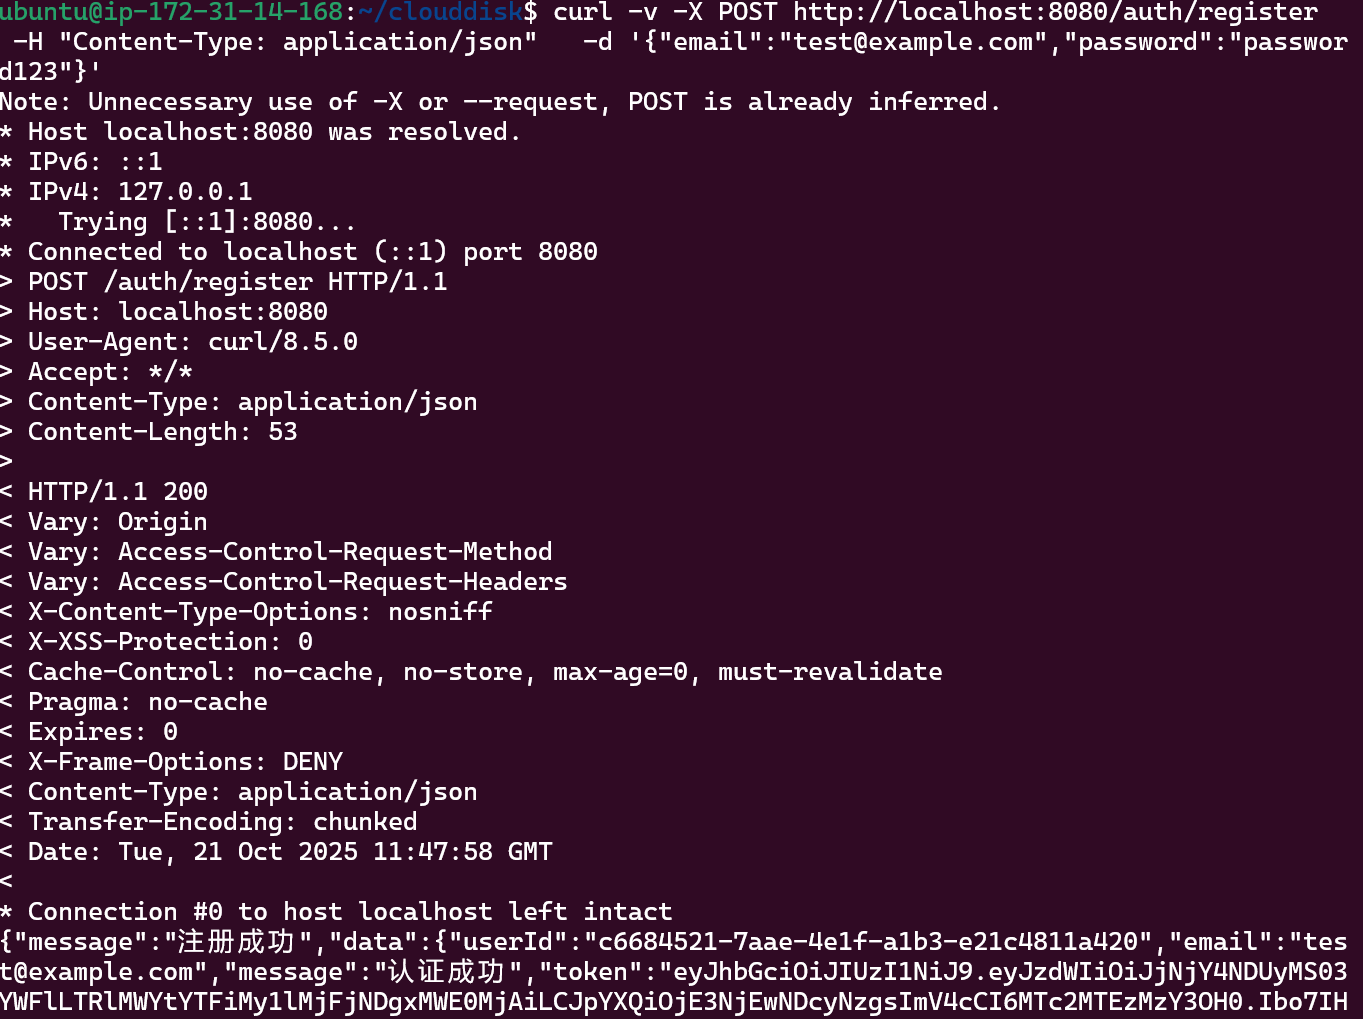 ubuntu@ip-172-31-14-168:~/clouddisk$ curl -v -X POST http://localhost:8080/auth/register
 -H "Content-Type: application/json"   -d '{"email":"test@example.com","password":"passwor
d123"}'
Note: Unnecessary use of -X or --request, POST is already inferred.
* Host localhost:8080 was resolved.
* IPv6: ::1
* IPv4: 127.0.0.1
*   Trying [::1]:8080...
* Connected to localhost (::1) port 8080
> POST /auth/register HTTP/1.1
> Host: localhost:8080
> User-Agent: curl/8.5.0
> Accept: */*
> Content-Type: application/json
> Content-Length: 53
>
< HTTP/1.1 200
< Vary: Origin
< Vary: Access-Control-Request-Method
< Vary: Access-Control-Request-Headers
< X-Content-Type-Options: nosniff
< X-XSS-Protection: 0
< Cache-Control: no-cache, no-store, max-age=0, must-revalidate
< Pragma: no-cache
< Expires: 0
< X-Frame-Options: DENY
< Content-Type: application/json
< Transfer-Encoding: chunked
< Date: Tue, 21 Oct 2025 11:47:58 GMT
<
* Connection #0 to host localhost left intact
{"message":"注册成功","data":{"userId":"c6684521-7aae-4e1f-a1b3-e21c4811a420","email":"tes
t@example.com","message":"认证成功","token":"eyJhbGciOiJIUzI1NiJ9.eyJzdWIiOiJjNjY4NDUyMS03
YWFlLTRlMWYtYTFiMy1lMjFjNDgxMWE0MjAiLCJpYXQiOjE3NjEwNDcyNzgsImV4cCI6MTc2MTEzMzY3OH0.Ibo7IH